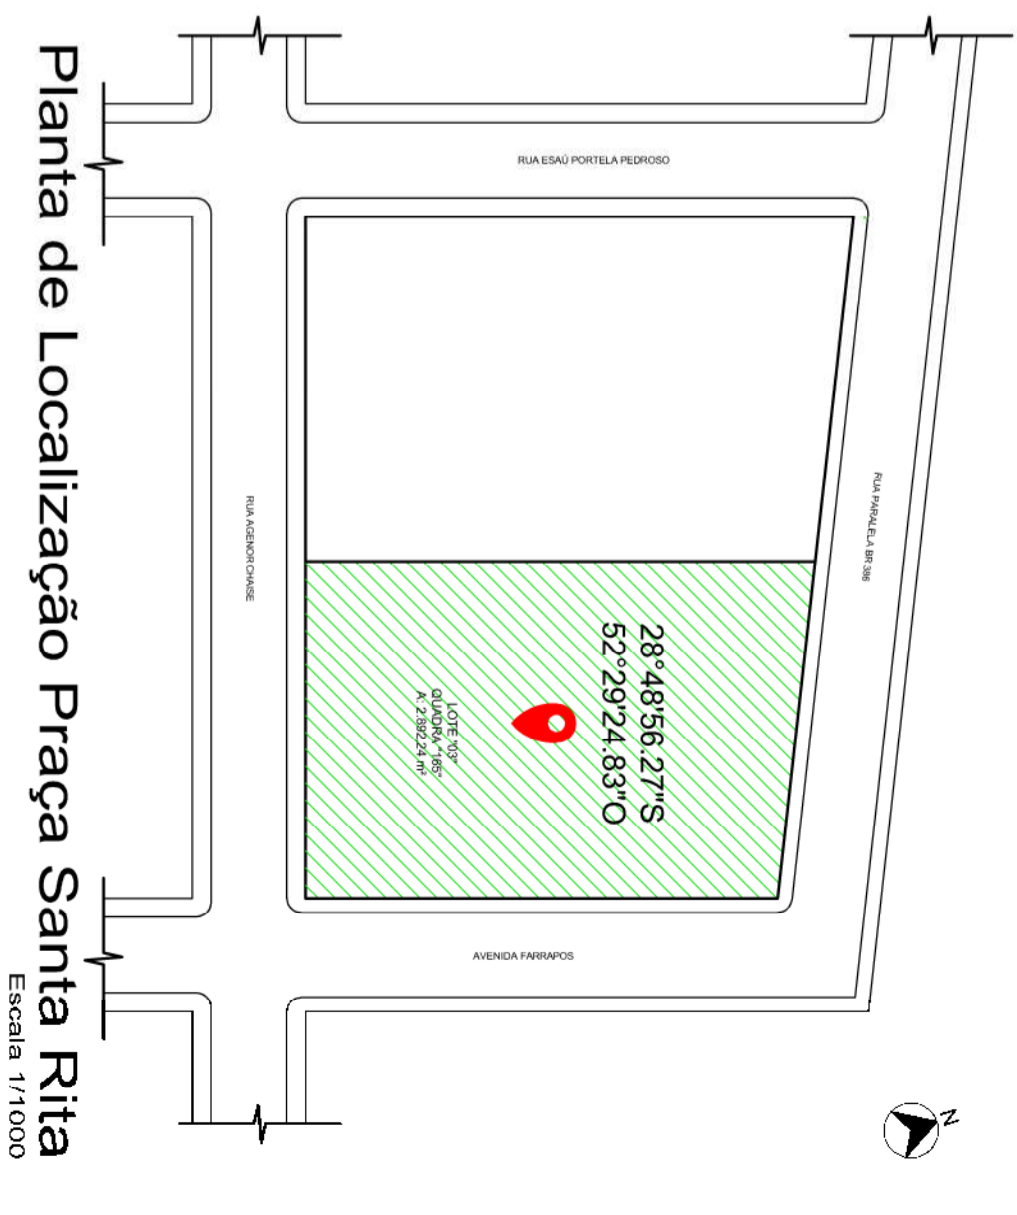 RUA ESAÚ PORTELA PEDROSO
RUA PARALELA BR 386
RUA AGENOR CHAISE
28°48'56.27"S
52°29'24.83"O
LOTE "03"
QUADRA "165"
A: 2.892,24 m²
AVENIDA FARRAPOS
N
Planta de Localização Praça Santa Rita
Escala 1/1000